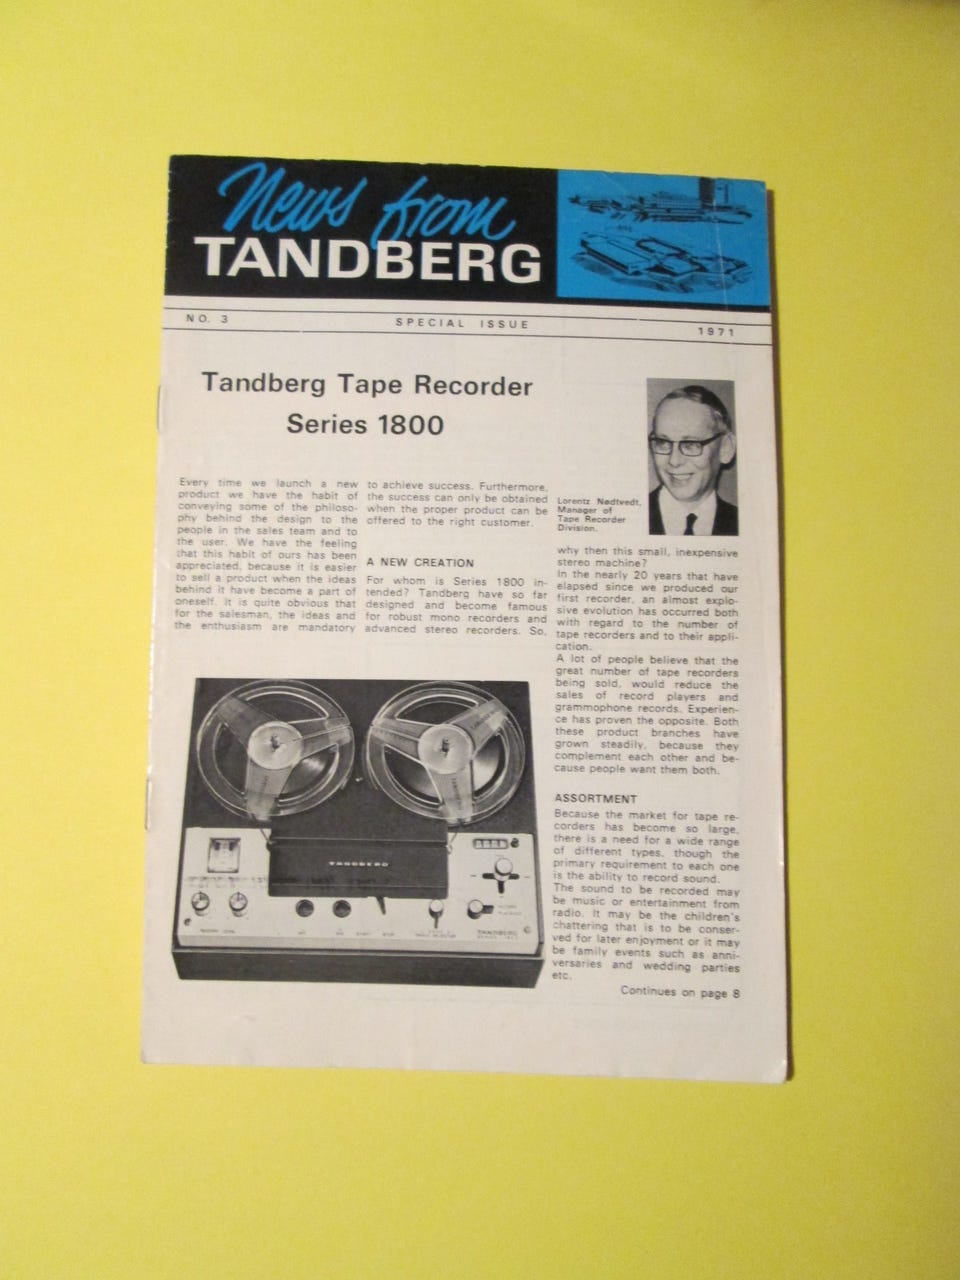 News from
TANDBERG
NO. 3
SPECIAL ISSUE
1971
Tandberg Tape Recorder
Series 1800
Every time we launch a new
product we have the habit of
conveying some of the philoso-
phy behind the design to the
people in the sales team and to
the user. We have the feeling
that this habit of ours has been
appreciated, because it is easier
to sell a product when the ideas
behind it have become a part of
oneself. It is quite obvious that
for the salesman, the ideas and
the enthusiasm are mandatory
to achieve success. Furthermore,
the success can only be obtained
when the proper product can be
offered to the right customer.
A NEW CREATION
For whom is Series 1800 in-
tended? Tandberg have so far
designed and become famous
for robust mono recorders and
advanced stereo recorders. So,
Lorentz Nødtvedt,
Manager of
Tape Recorder
Division.
why then this small, inexpensive
stereo machine?
In the nearly 20 years that have
elapsed since we produced our
first recorder, an almost explo-
sive evolution has occurred both
with regard to the number of
tape recorders and to their appli-
cation.
A lot of people believe that the
great number of tape recorders
being sold, would reduce the
sales of record players and
grammophone records. Experien-
ce has proven the opposite. Both
these product branches have
grown steadily, because they
complement each other and be-
cause people want them both.
ASSORTMENT
Because the market for tape re-
corders has become so large,
there is a need for a wide range
of different types, though the
primary requirement to each one
is the ability to record sound.
The sound to be recorded may
be music or entertainment from
radio. It may be the children's
chattering that is to be conser-
ved for later enjoyment or it may
be family events such as anni-
versaries and wedding parties
etc.
Continues on page 8
TANDBERG
TANDBERG